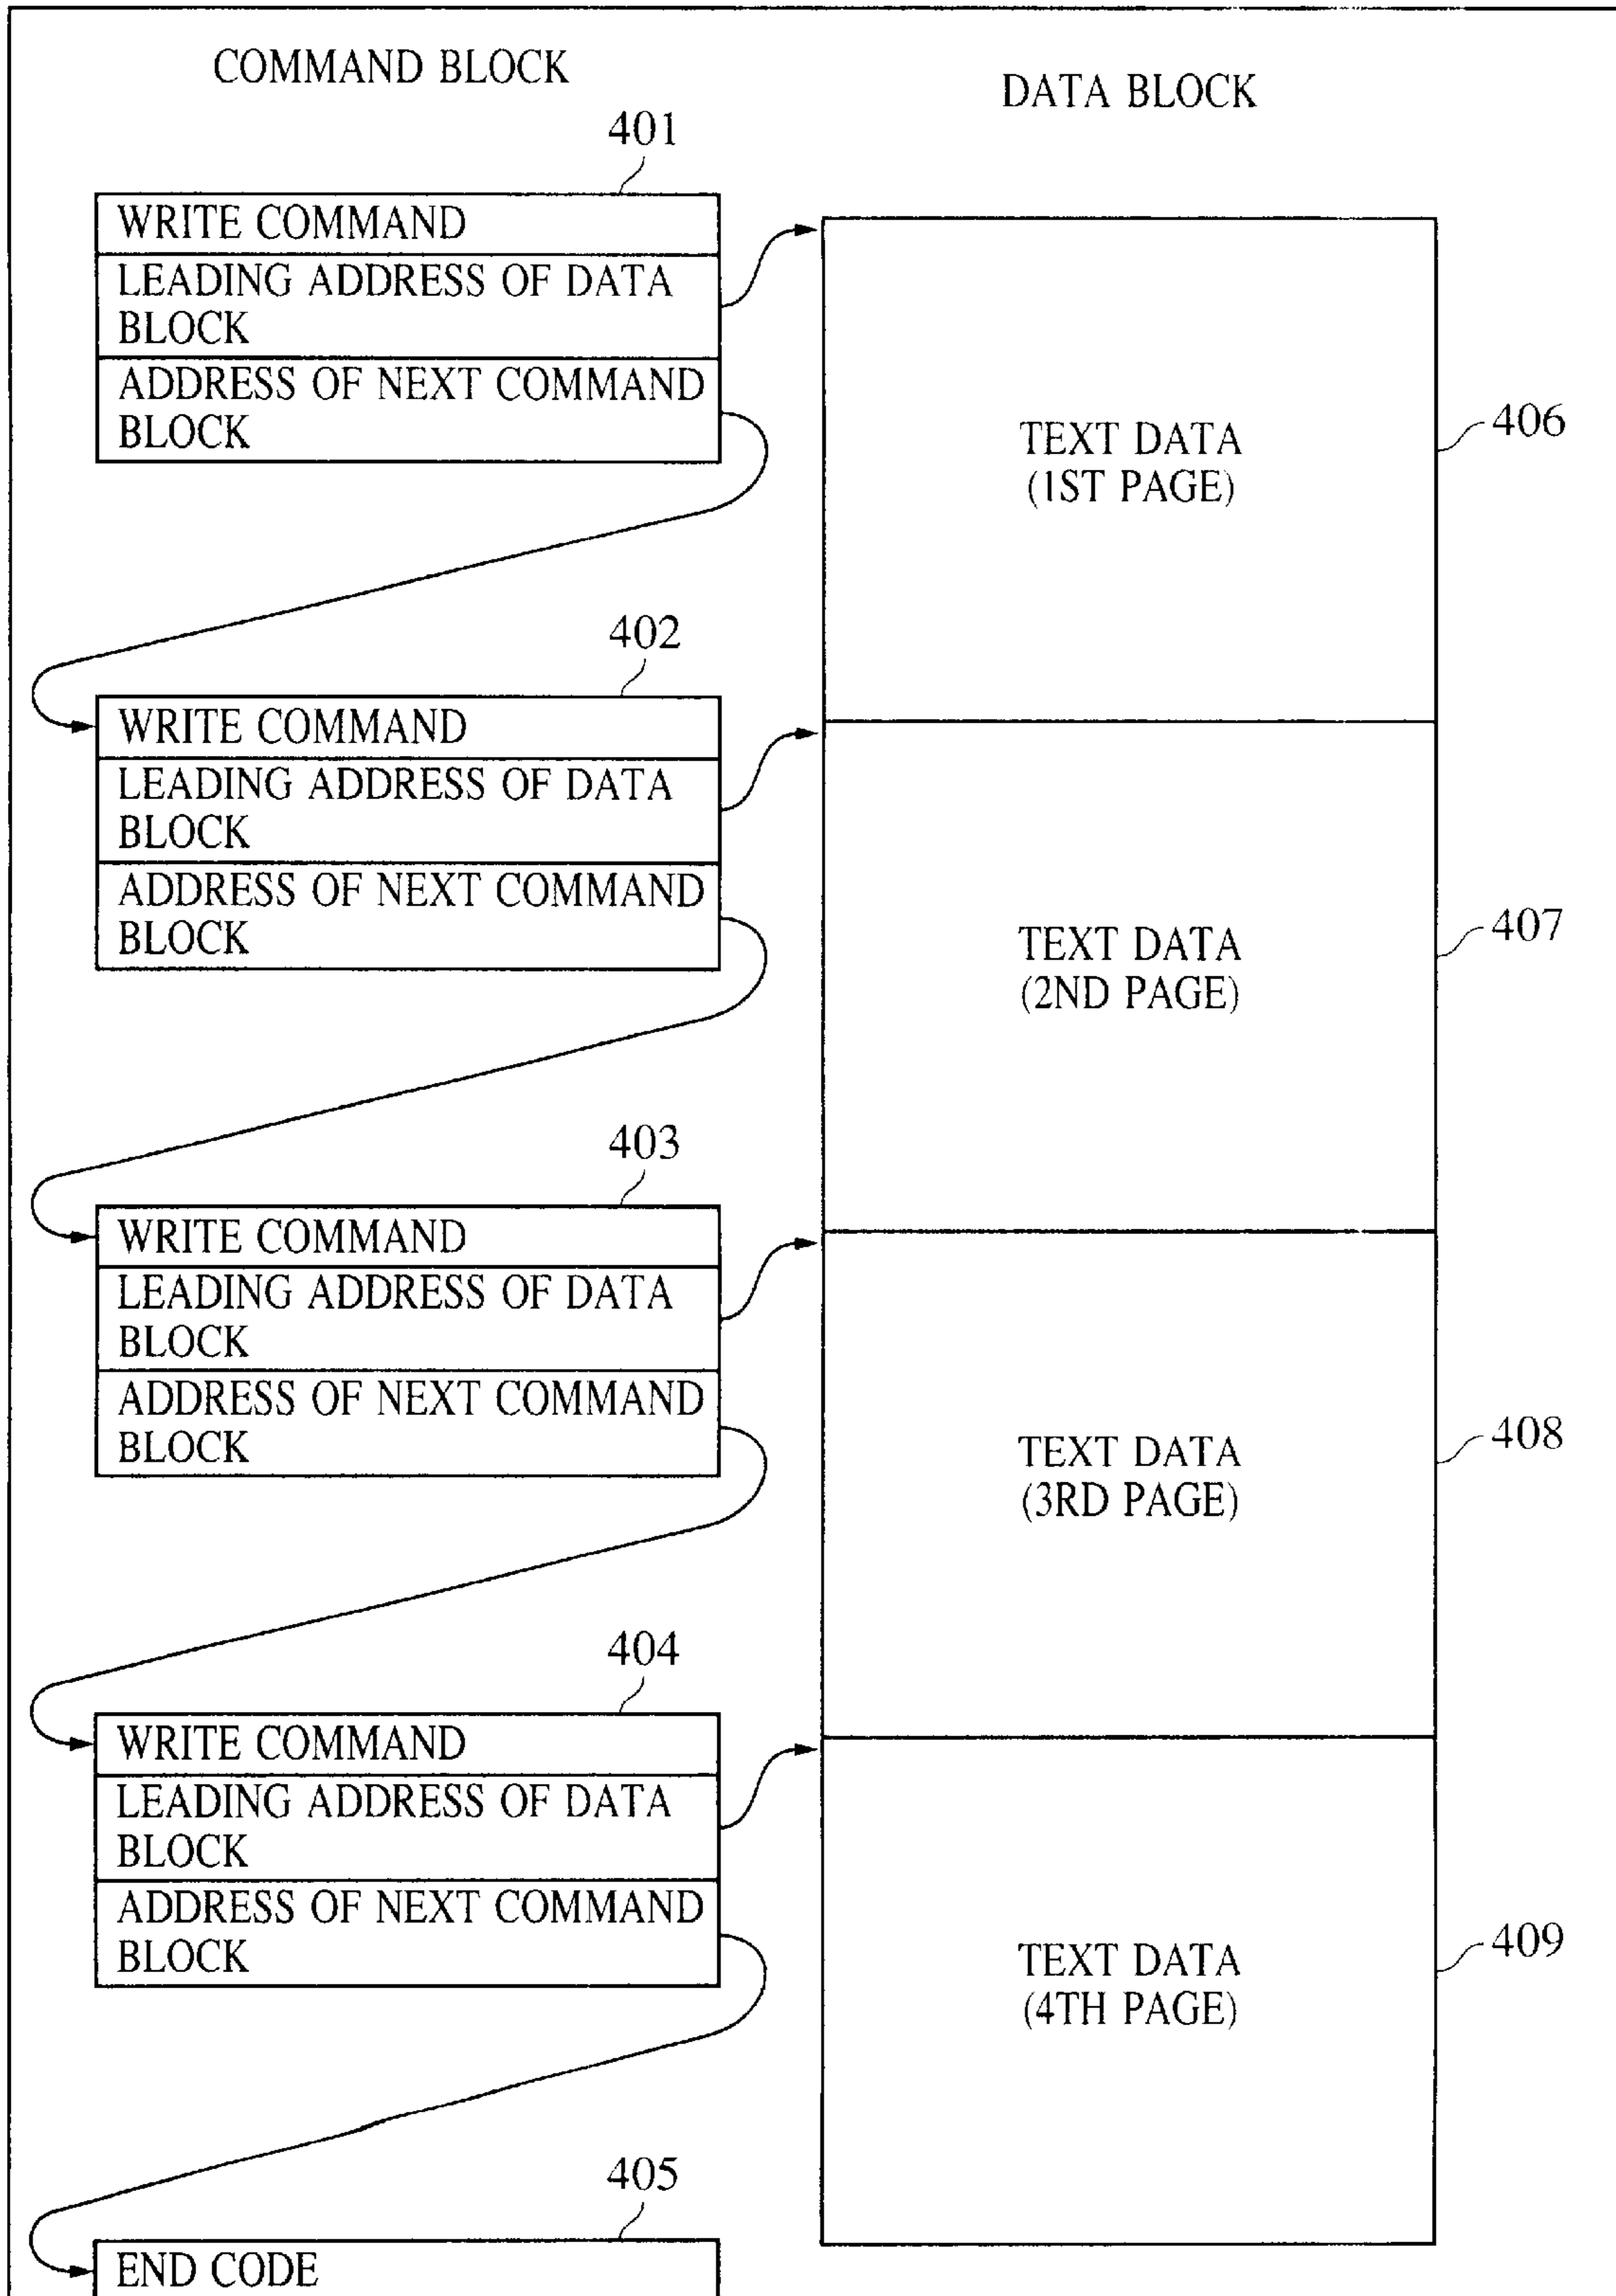 COMMAND BLOCK
DATA BLOCK
401
WRITE COMMAND
LEADING ADDRESS OF DATA
BLOCK
ADDRESS OF NEXT COMMAND
BLOCK
TEXT DATA
(1ST PAGE)
406
402
WRITE COMMAND
LEADING ADDRESS OF DATA
BLOCK
ADDRESS OF NEXT COMMAND
BLOCK
TEXT DATA
(2ND PAGE)
407
403
WRITE COMMAND
LEADING ADDRESS OF DATA
BLOCK
ADDRESS OF NEXT COMMAND
BLOCK
TEXT DATA
(3RD PAGE)
408
404
WRITE COMMAND
LEADING ADDRESS OF DATA
BLOCK
ADDRESS OF NEXT COMMAND
BLOCK
TEXT DATA
(4TH PAGE)
409
405
END CODE